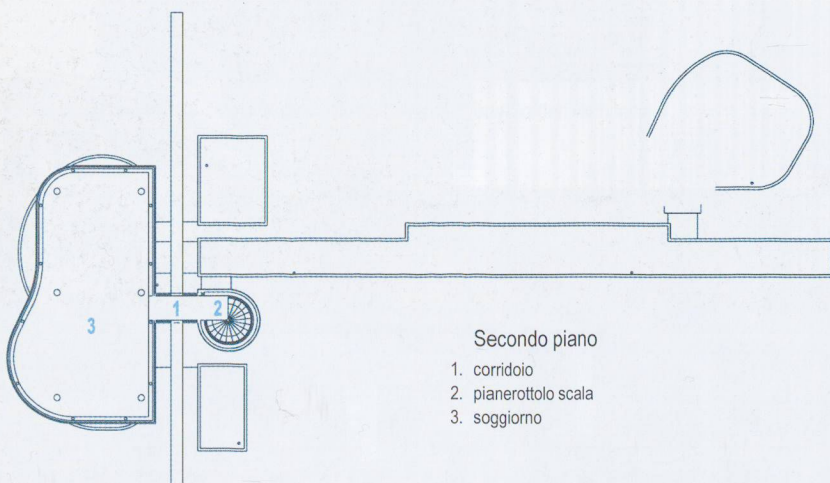 1
2
3
Secondo piano
1. corridoio
2. pianerottolo scala
3. soggiorno